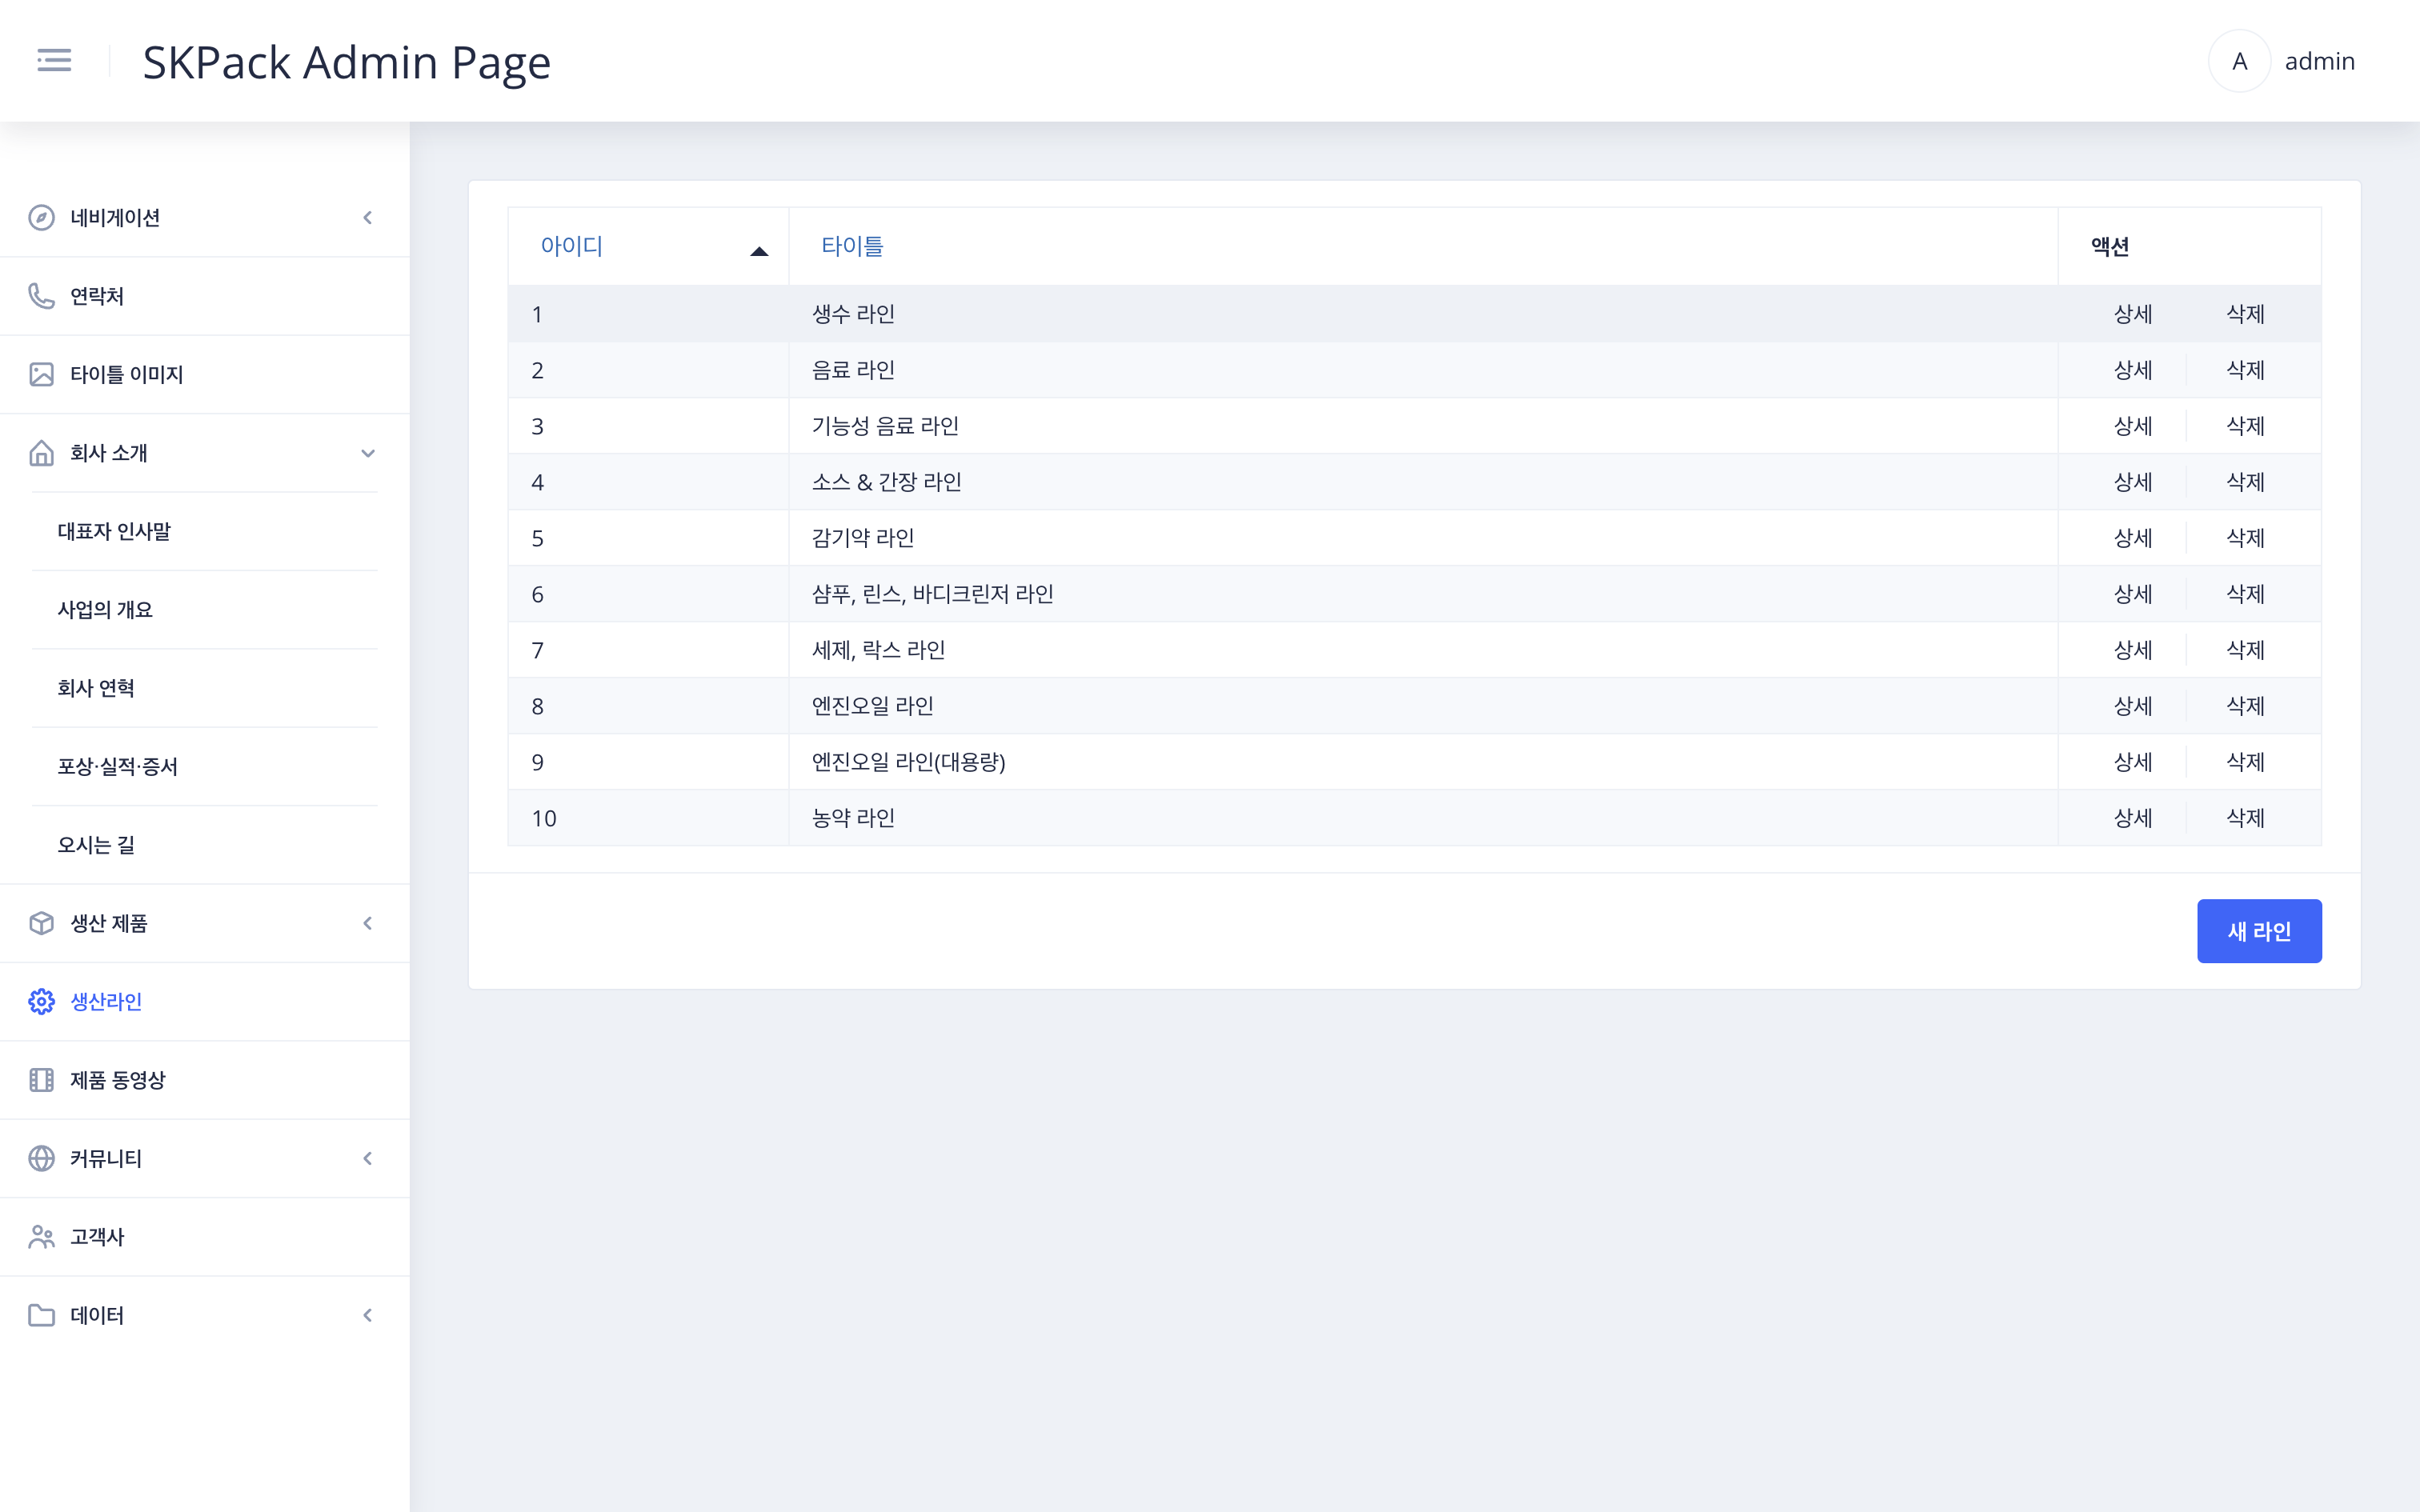 SKPack Admin Page
A admin
네비게이션
연락처
타이틀 이미지
회사 소개
대표자 인사말
사업의 개요
회사 연혁
포상·실적·증서
오시는 길
생산 제품
생산라인
제품 동영상
커뮤니티
고객사
데이터
아이디 타이틀 액션
1 생수 라인 상세 삭제
2 음료 라인 상세 삭제
3 기능성 음료 라인 상세 삭제
4 소스 & 간장 라인 상세 삭제
5 감기약 라인 상세 삭제
6 샴푸, 린스, 바디크린저 라인 상세 삭제
7 세제, 락스 라인 상세 삭제
8 엔진오일 라인 상세 삭제
9 엔진오일 라인(대용량) 상세 삭제
10 농약 라인 상세 삭제
새 라인